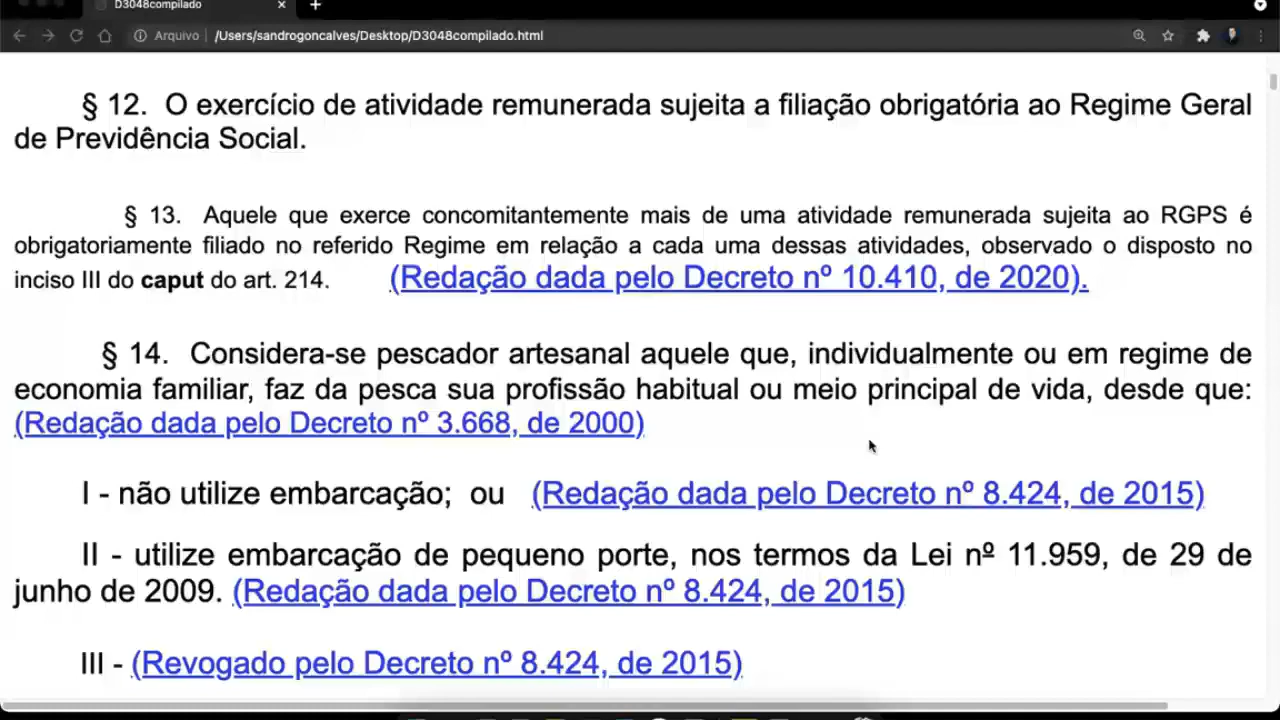 D3048compilado
Arquivo /Users/sandrogoncalves/Desktop/D3048compilado.html
§ 12. O exercício de atividade remunerada sujeita a filiação obrigatória ao Regime Geral
de Previdência Social.
§ 13. Aquele que exerce concomitantemente mais de uma atividade remunerada sujeita ao RGPS é
obrigatoriamente filiado no referido Regime em relação a cada uma dessas atividades, observado o disposto no
inciso III do caput do art. 214. (Redação dada pelo Decreto nº 10.410, de 2020).
§ 14. Considera-se pescador artesanal aquele que, individualmente ou em regime de
economia familiar, faz da pesca sua profissão habitual ou meio principal de vida, desde que:
(Redação dada pelo Decreto nº 3.668, de 2000)
I - não utilize embarcação; ou (Redação dada pelo Decreto nº 8.424, de 2015)
II - utilize embarcação de pequeno porte, nos termos da Lei nº 11.959, de 29 de
junho de 2009. (Redação dada pelo Decreto nº 8.424, de 2015)
III - (Revogado pelo Decreto nº 8.424, de 2015)